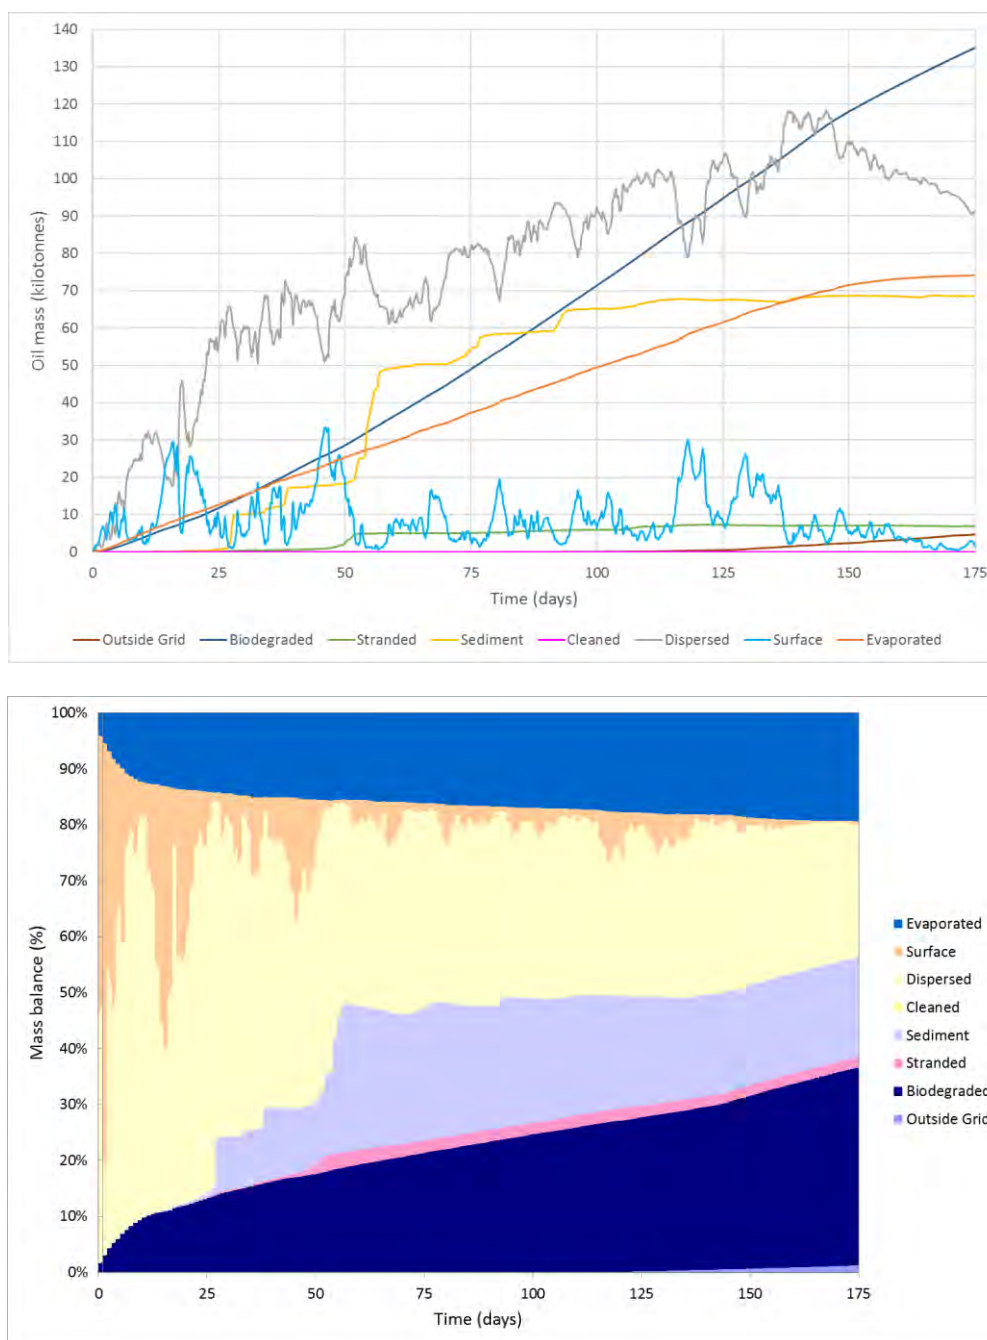 140
130
120
110
100
90
80
70
60
50
40
30
20
10
0
Oil mass (kilotonnes)
0 25 50 75 100 125 150 175
Time (days)
Outside Grid Biodegraded Stranded Sediment Cleaned Dispersed Surface Evaporated
100%
90%
80%
70%
60%
50%
40%
30%
20%
10%
0%
Mass balance (%)
0 25 50 75 100 125 150 175
Time (days)
Evaporated
Surface
Dispersed
Cleaned
Sediment
Stranded
Biodegraded
Outside Grid